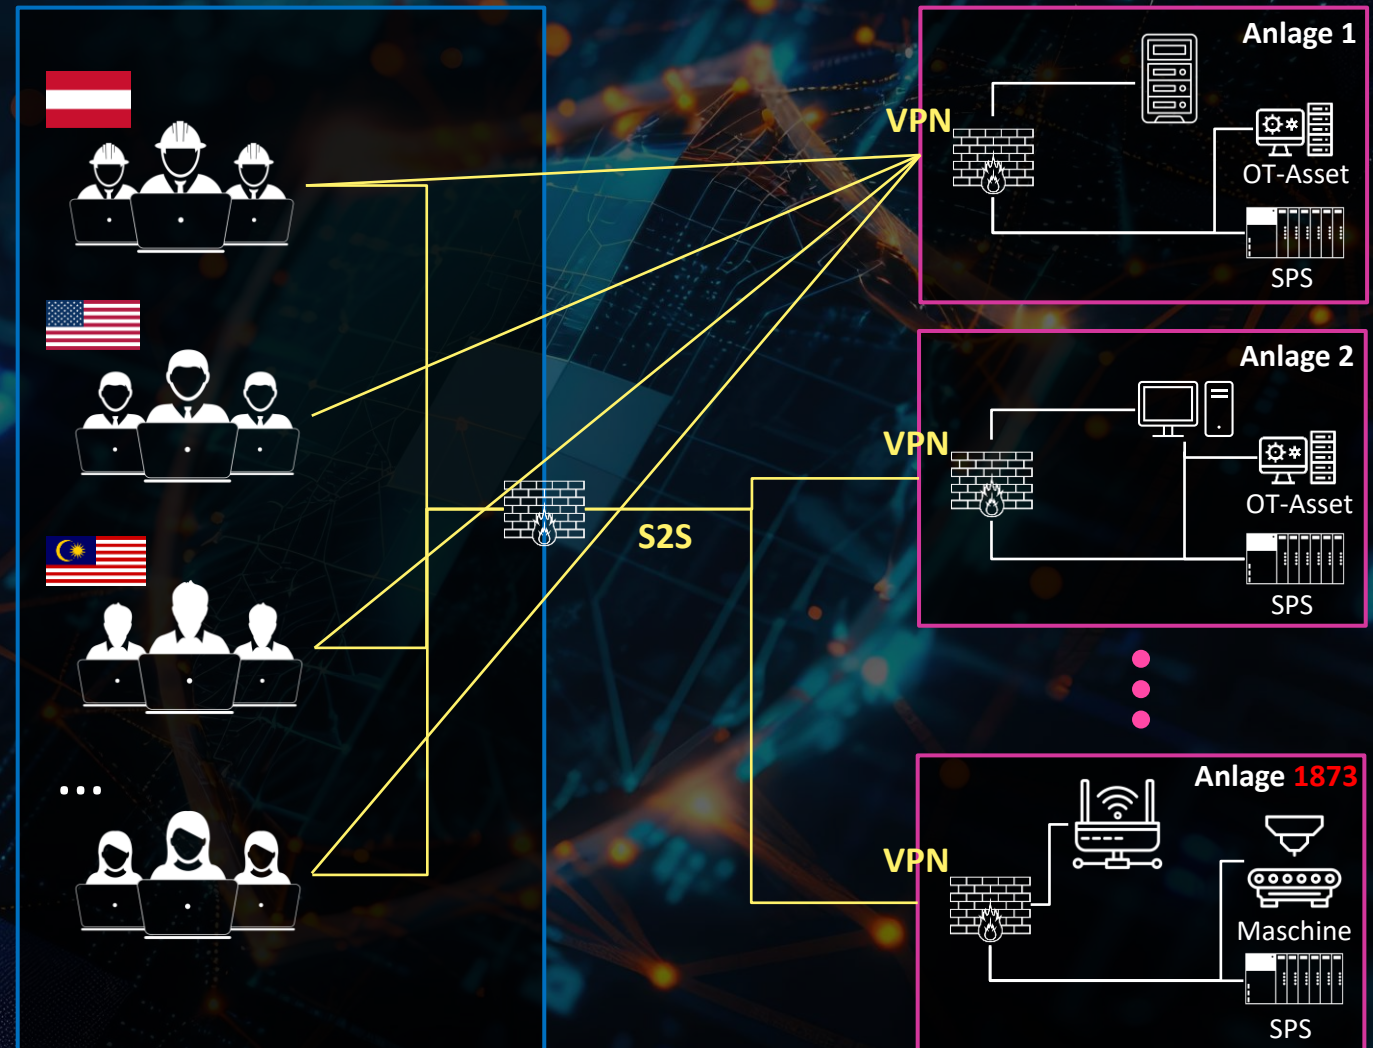 Anlage 1
VPN
OT-Asset
SPS
Anlage 2
VPN
OT-Asset
S2S
SPS
...
Anlage 1873
VPN
Maschine
SPS